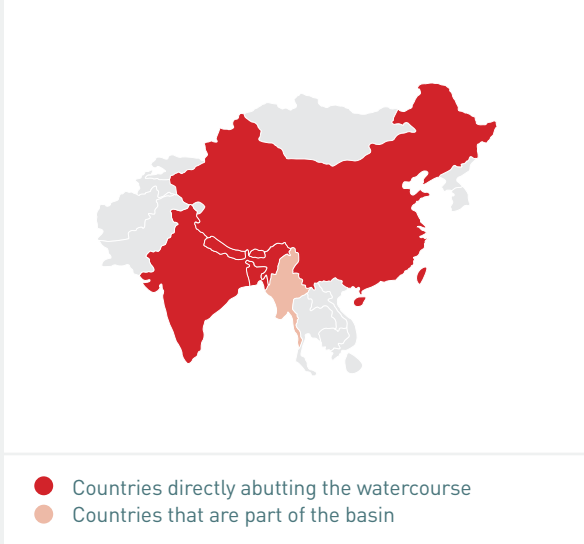 Countries directly abutting the watercourse
Countries that are part of the basin